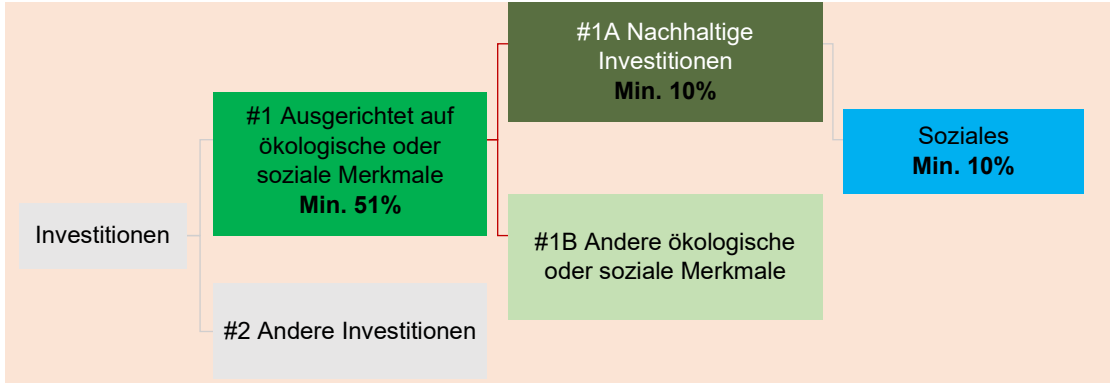 Investitionen
#1 Ausgerichtet auf
ökologische oder
soziale Merkmale
Min. 51%
#2 Andere Investitionen
#1A Nachhaltige
Investitionen
Min. 10%
#1B Andere ökologische
oder soziale Merkmale
Soziales
Min. 10%